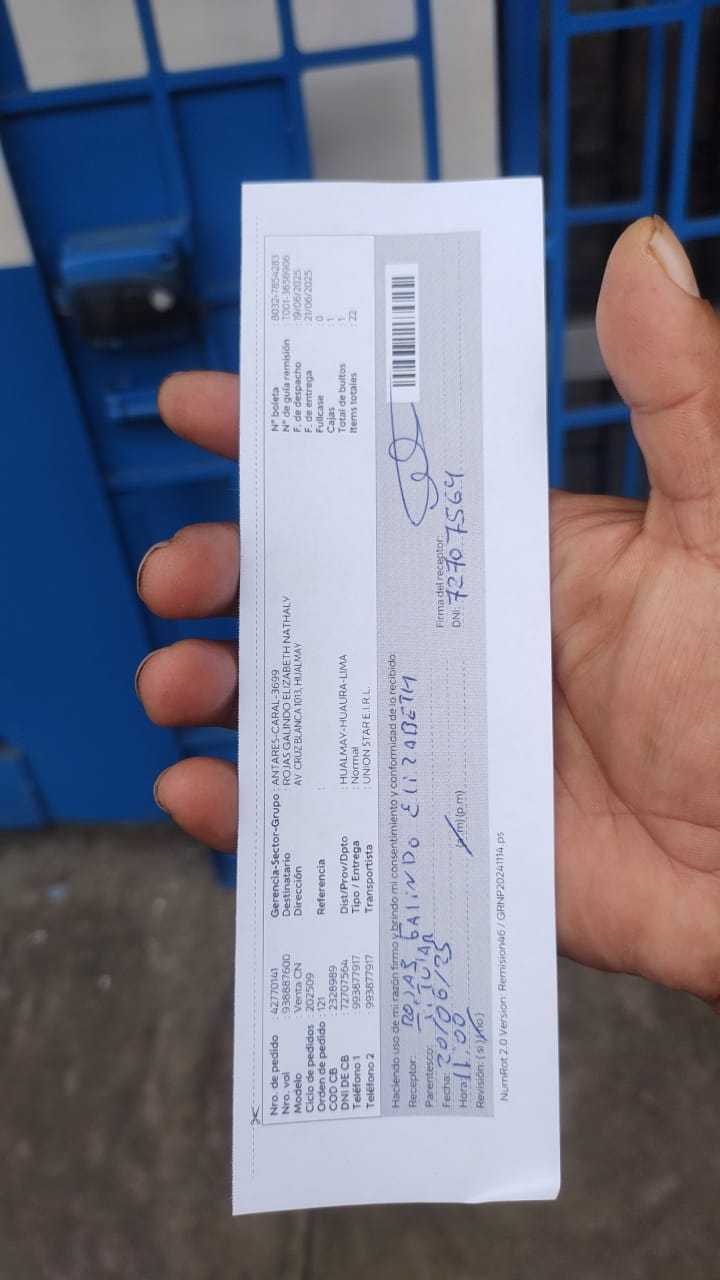 Nro. de pedido : 42770141
Nro. vol : 938887600
Modelo : Venta CN
Ciclo de pedidos : 202509
Orden de pedido : 121
COD CB : 2328989
DNI DE CB : 72707564
Teléfono 1 : 993877917
Teléfono 2 : 993877917
Gerencia-Sector-Grupo : ANTARES-CARAL-3699
Destinatario : ROJAS GALINDO ELIZABETH NATHALY
Dirección : AV CRUZ BLANCA 1013, HUALMAY
Referencia :
Dist/Prov/Dpto : HUALMAY-HUAURA-LIMA
Tipo / Entrega : Normal
Transportista : UNION STAR E.I.R.L.
N° boleta : B032-7854283
N° de guía remisión : T001-3658906
F. de despacho : 19/06/2025
F. de entrega : 21/06/2025
Fullcase : 0
Cajas : 1
Total de bultos : 1
Items totales : 22
Haciendo uso de mi razón firmo y brindo mi consentimiento y conformidad de lo recibido
Receptor: ROJAS GALINDO ELIZABETH
Parentesco: TITULAR
Fecha: 20/06/25
Hora: 11:00 (a.m) (p.m)
Revisión: (si) (no)
Firma del receptor:
DNI: 72707564
NumRot 2.0 Version: Remision46 / GRNP20241114.ps